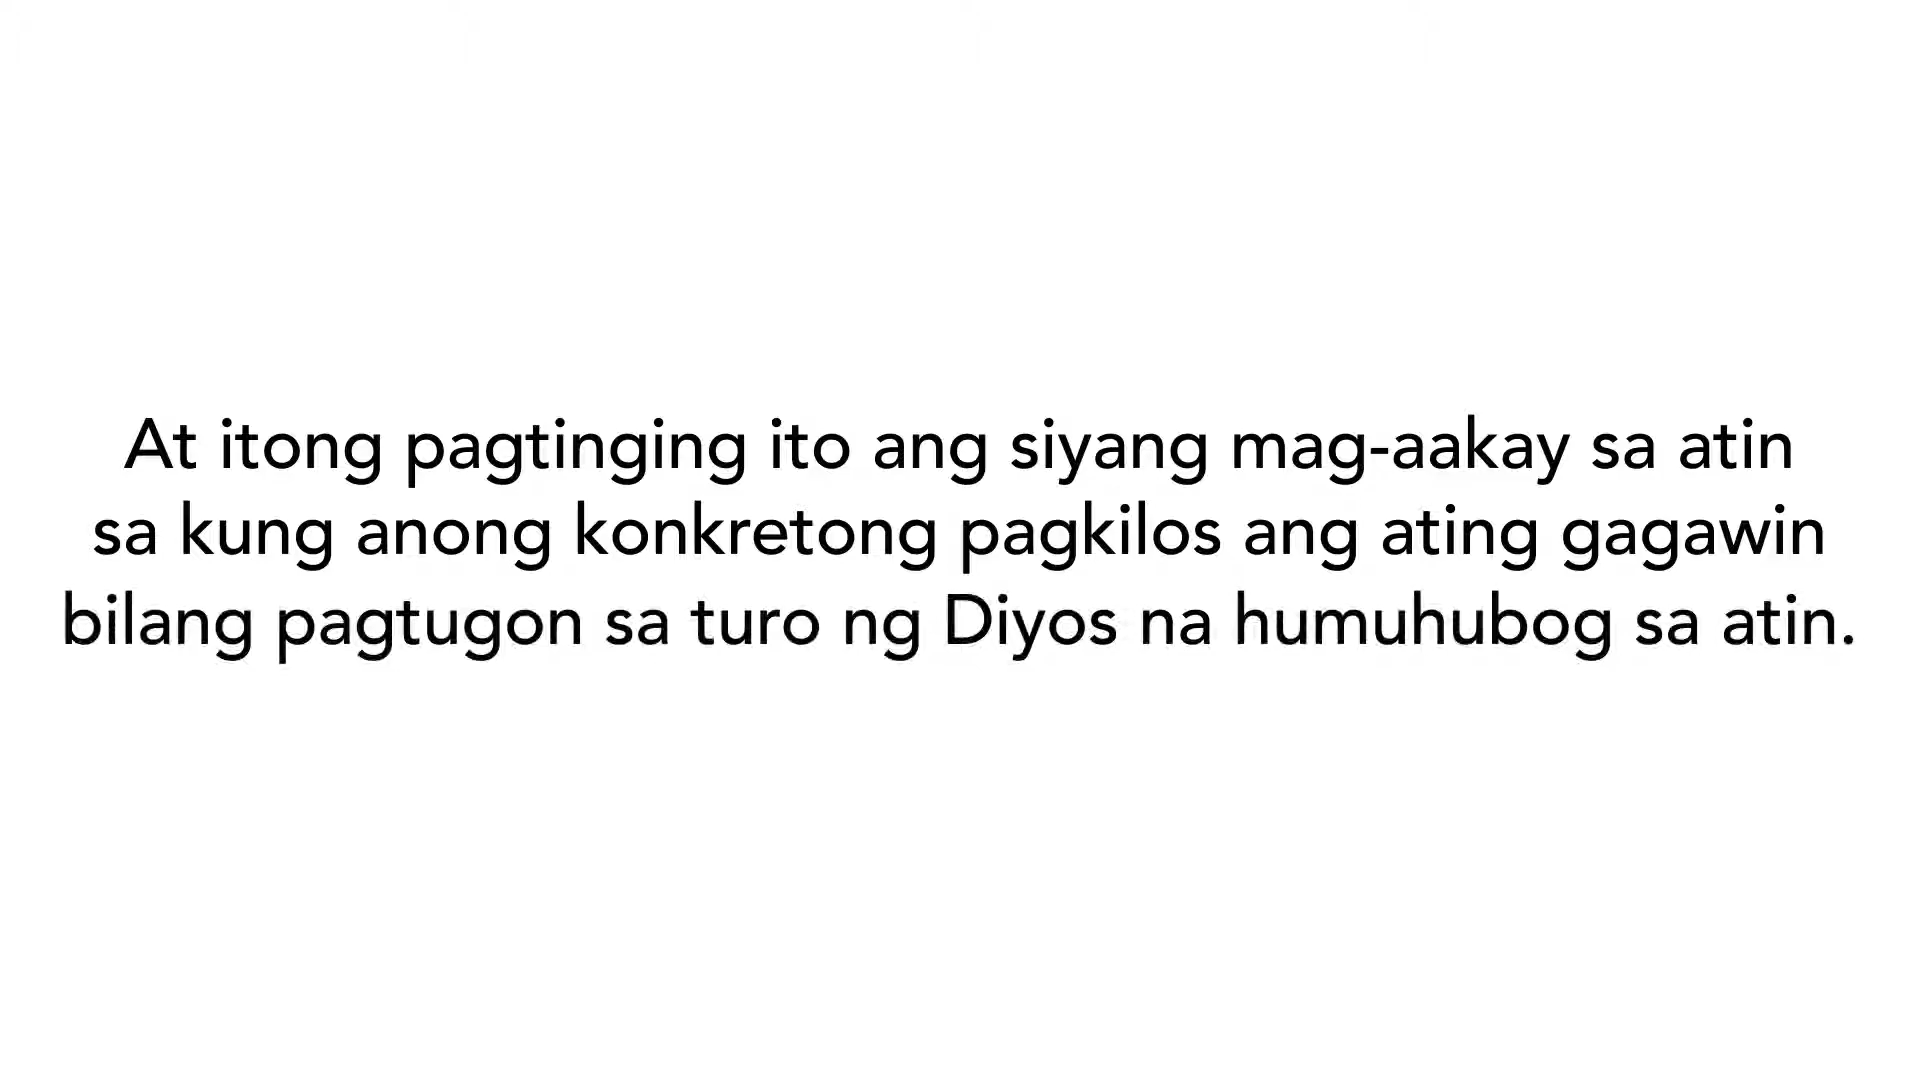 At itong pagtinging ito ang siyang mag-aakay sa atin
sa kung anong konkretong pagkilos ang ating gagawin
bilang pagtugon sa turo ng Diyos na humuhubog sa atin.